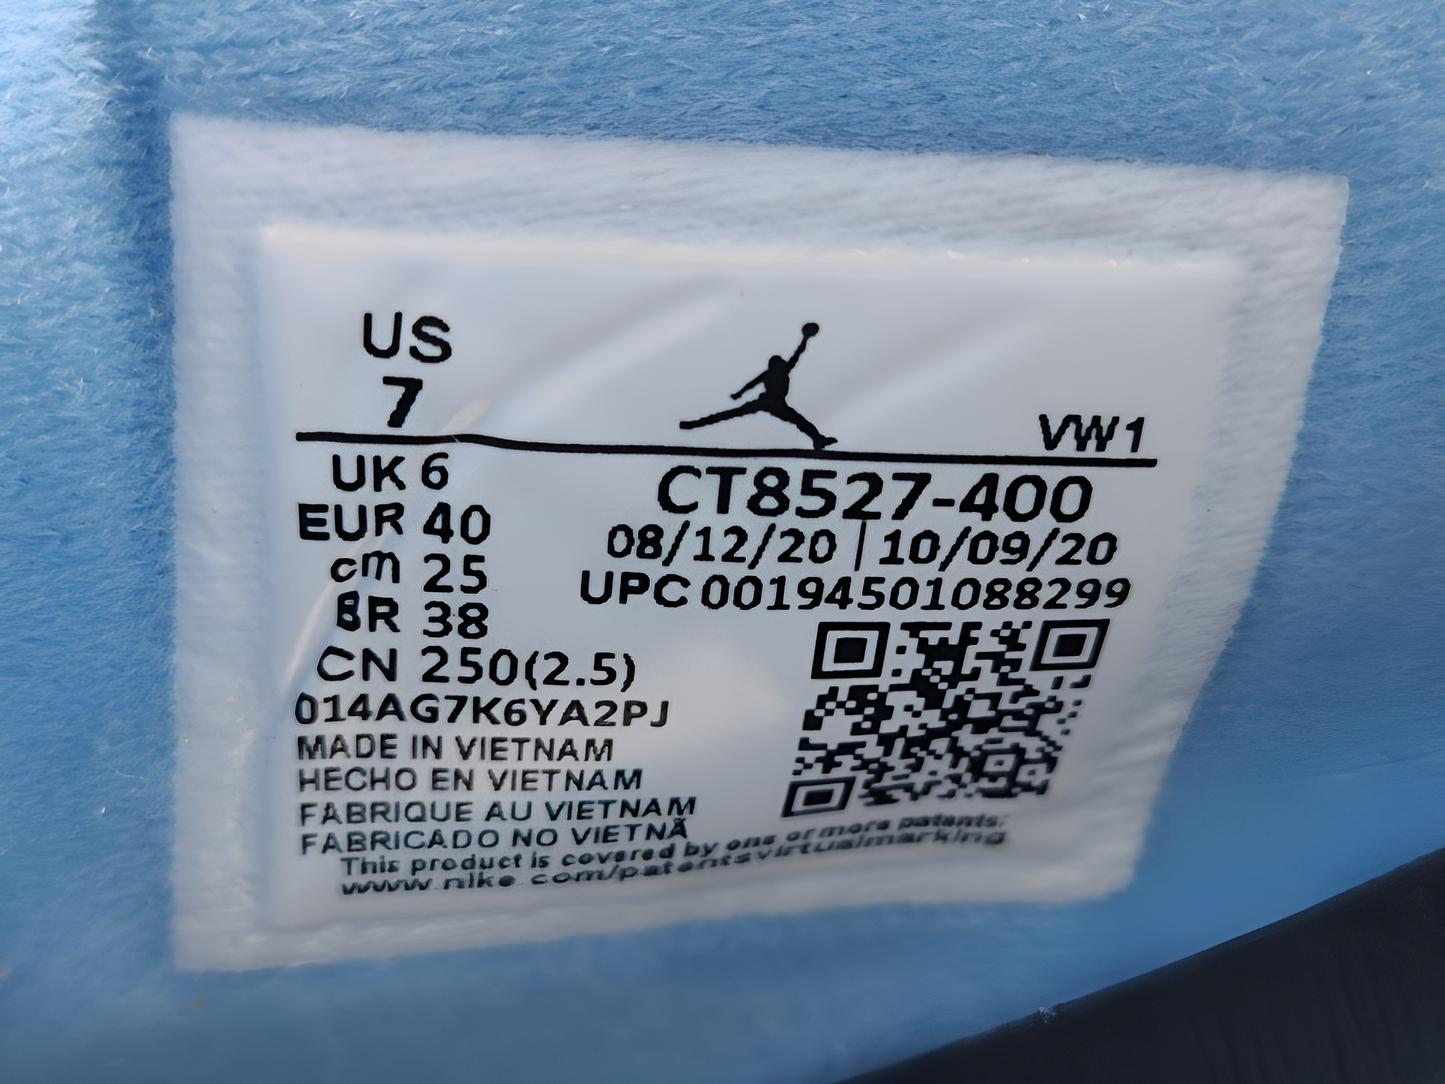 US
7
VW1
UK 6
EUR 40
cm 25
BR 38
CN 250(2.5)
CT8527-400
08/12/20 | 10/09/20
UPC 00194501088299
014AG7K6YA2PJ
MADE IN VIETNAM
HECHO EN VIETNAM
FABRIQUE AU VIETNAM
FABRICADO NO VIETNÃ
This product is covered by one or more patents:
www.nike.com/patentsvirtualmarking